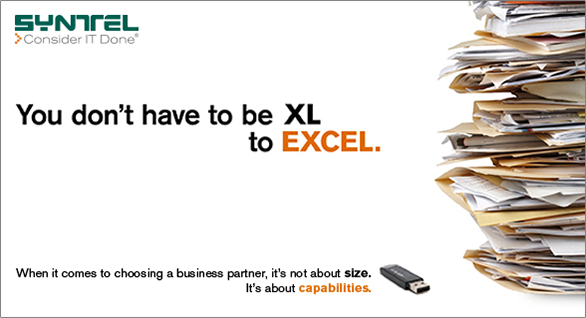 SYNTEL
Consider IT Done®
You don't have to be XL
to EXCEL.
When it comes to choosing a business partner, it's not about size.
It's about capabilities.